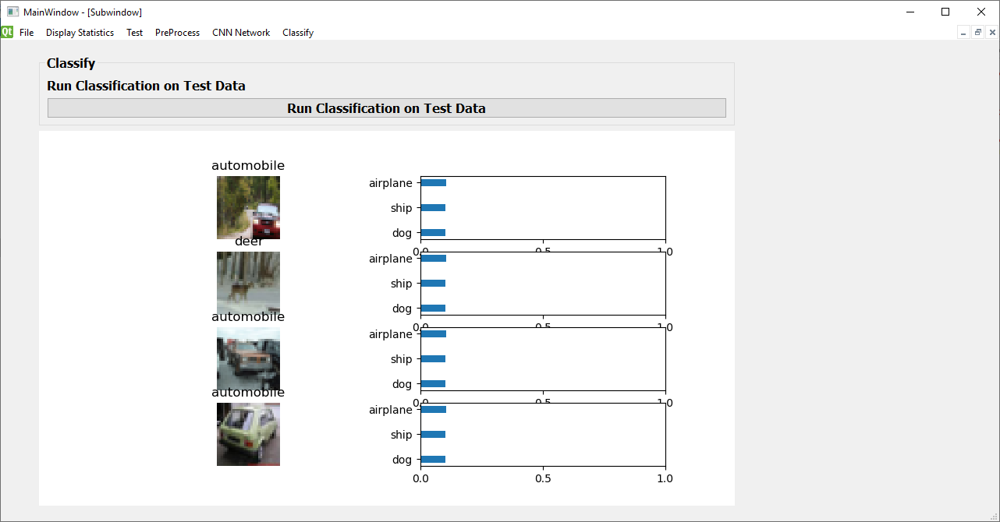 MainWindow - [Subwindow]
Qt File Display Statistics Test PreProcess CNN Network Classify
Classify
Run Classification on Test Data
Run Classification on Test Data
automobile
airplane
ship
dog
0.0 0.5 1.0
deer
airplane
ship
dog
0.0 0.5 1.0
automobile
airplane
ship
dog
0.0 0.5 1.0
automobile
airplane
ship
dog
0.0 0.5 1.0